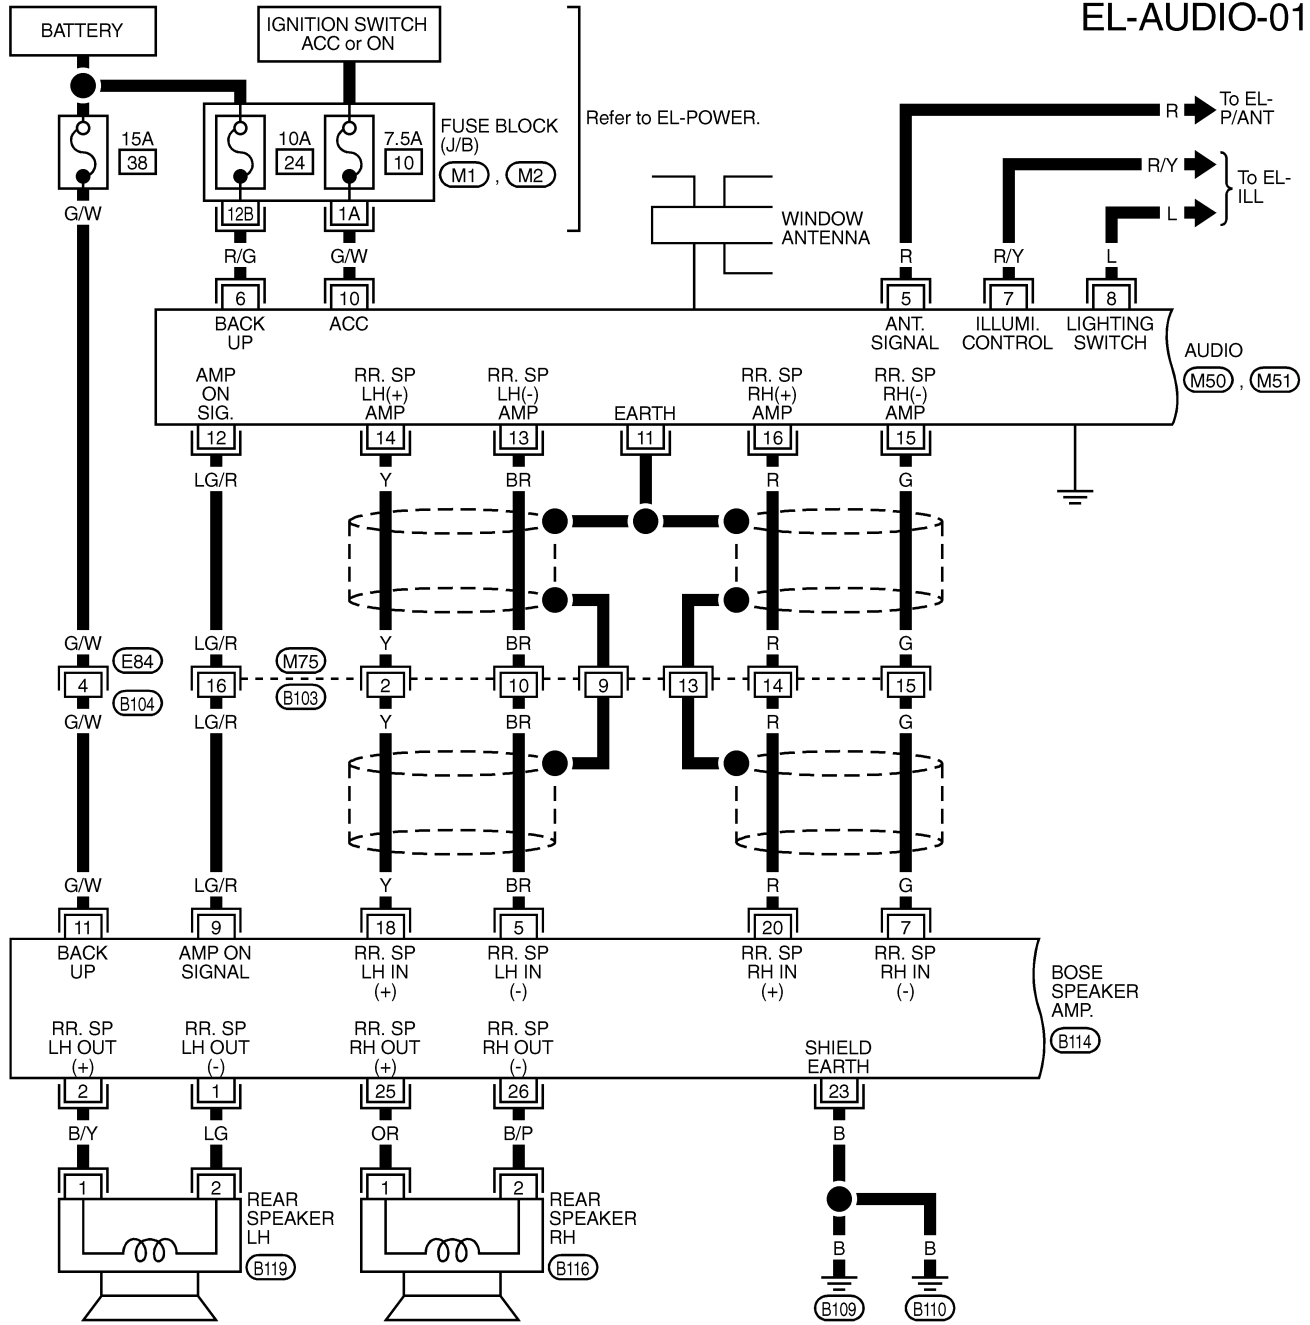 EL-AUDIO-01
BATTERY
IGNITION SWITCH
ACC or ON
Refer to EL-POWER.
15A
38
10A
24
7.5A
10
FUSE BLOCK
(J/B)
M1 , M2
R
To EL-
P/ANT
R/Y
L
To EL-
ILL
WINDOW
ANTENNA
G/W
12B
1A
R/G
G/W
R
R/Y
L
6
10
5
7
8
BACK
UP
ACC
ANT.
SIGNAL
ILLUMI.
CONTROL
LIGHTING
SWITCH
AUDIO
M50 , M51
AMP
ON
SIG.
RR. SP
LH(+)
AMP
RR. SP
LH(-)
AMP
EARTH
RR. SP
RH(+)
AMP
RR. SP
RH(-)
AMP
12
14
13
11
16
15
LG/R
Y
BR
R
G
G/W
LG/R
Y
BR
R
G
E84
M75
4
16
2
10
9
13
14
15
B104
B103
G/W
LG/R
Y
BR
R
G
G/W
LG/R
Y
BR
R
G
11
9
18
5
20
7
BACK
UP
AMP ON
SIGNAL
RR. SP
LH IN
(+)
RR. SP
LH IN
(-)
RR. SP
RH IN
(+)
RR. SP
RH IN
(-)
BOSE
SPEAKER
AMP.
B114
RR. SP
LH OUT
(+)
RR. SP
LH OUT
(-)
RR. SP
RH OUT
(+)
RR. SP
RH OUT
(-)
SHIELD
EARTH
2
1
25
26
23
B/Y
LG
OR
B/P
B
1
2
1
2
REAR
SPEAKER
LH
B119
REAR
SPEAKER
RH
B116
B
B
B109
B110